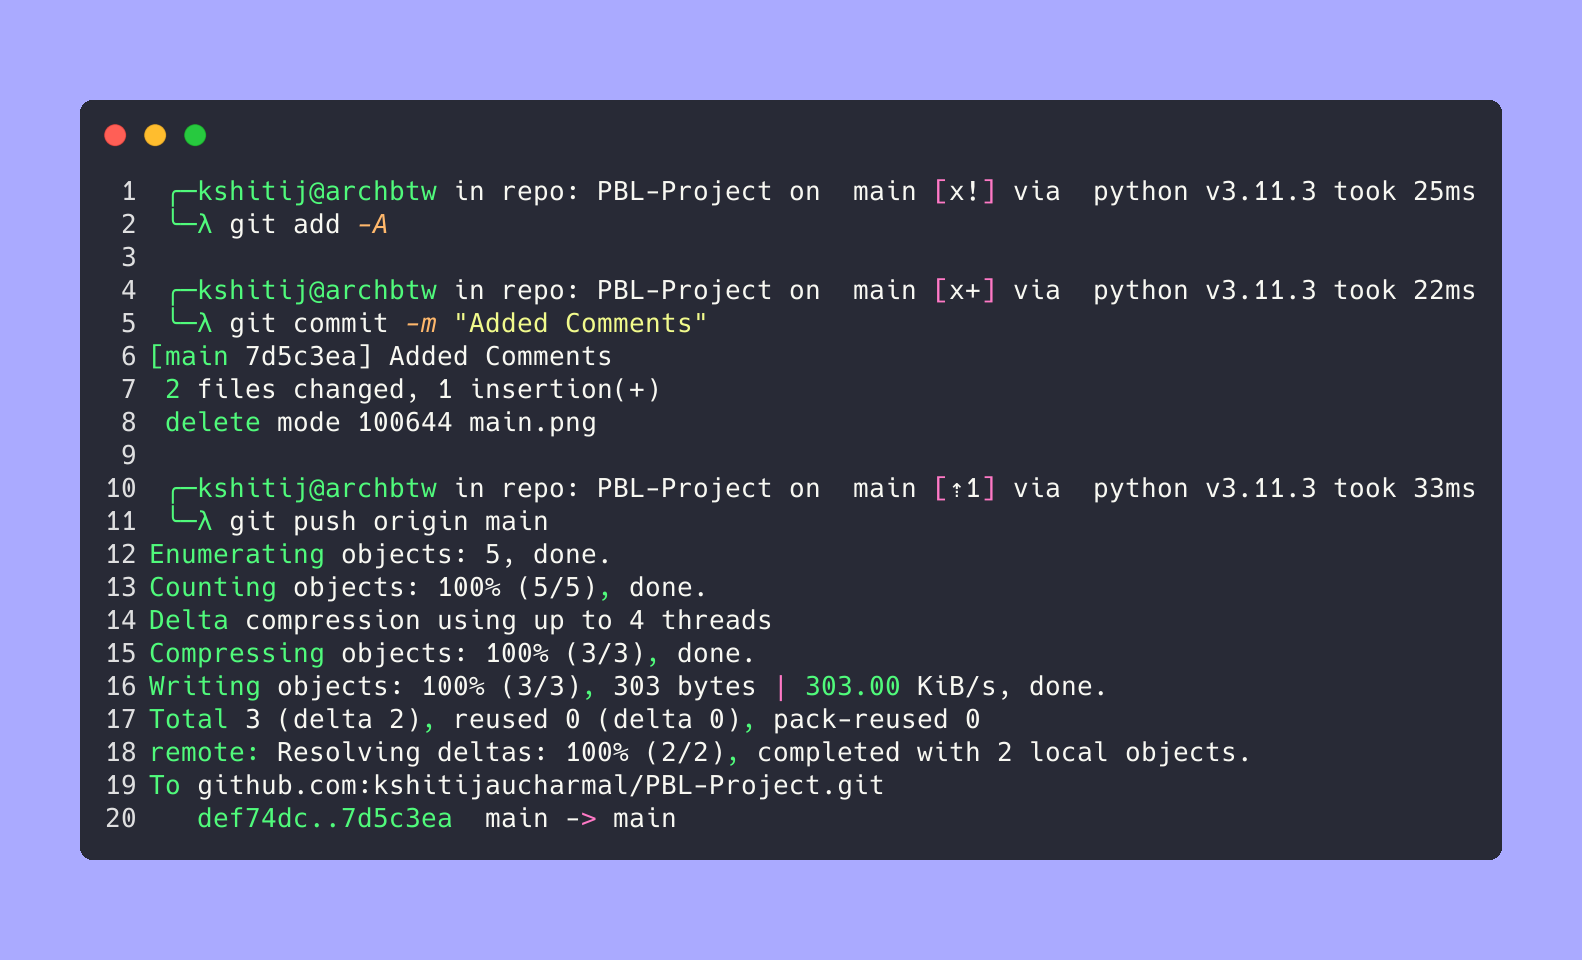 1 ╭─kshitij@archbtw in repo: PBL-Project on  main [x!] via  python v3.11.3 took 25ms
2 ╰─λ git add -A
3
4 ╭─kshitij@archbtw in repo: PBL-Project on  main [x+] via  python v3.11.3 took 22ms
5 ╰─λ git commit -m "Added Comments"
6 [main 7d5c3ea] Added Comments
7  2 files changed, 1 insertion(+)
8  delete mode 100644 main.png
9
10 ╭─kshitij@archbtw in repo: PBL-Project on  main [⇡1] via  python v3.11.3 took 33ms
11 ╰─λ git push origin main
12 Enumerating objects: 5, done.
13 Counting objects: 100% (5/5), done.
14 Delta compression using up to 4 threads
15 Compressing objects: 100% (3/3), done.
16 Writing objects: 100% (3/3), 303 bytes | 303.00 KiB/s, done.
17 Total 3 (delta 2), reused 0 (delta 0), pack-reused 0
18 remote: Resolving deltas: 100% (2/2), completed with 2 local objects.
19 To github.com:kshitijaucharmal/PBL-Project.git
20    def74dc..7d5c3ea  main -> main